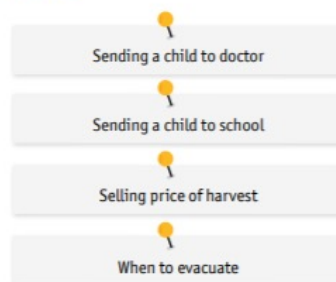 Sending a child to doctor
Sending a child to school
Selling price of harvest
When to evacuate